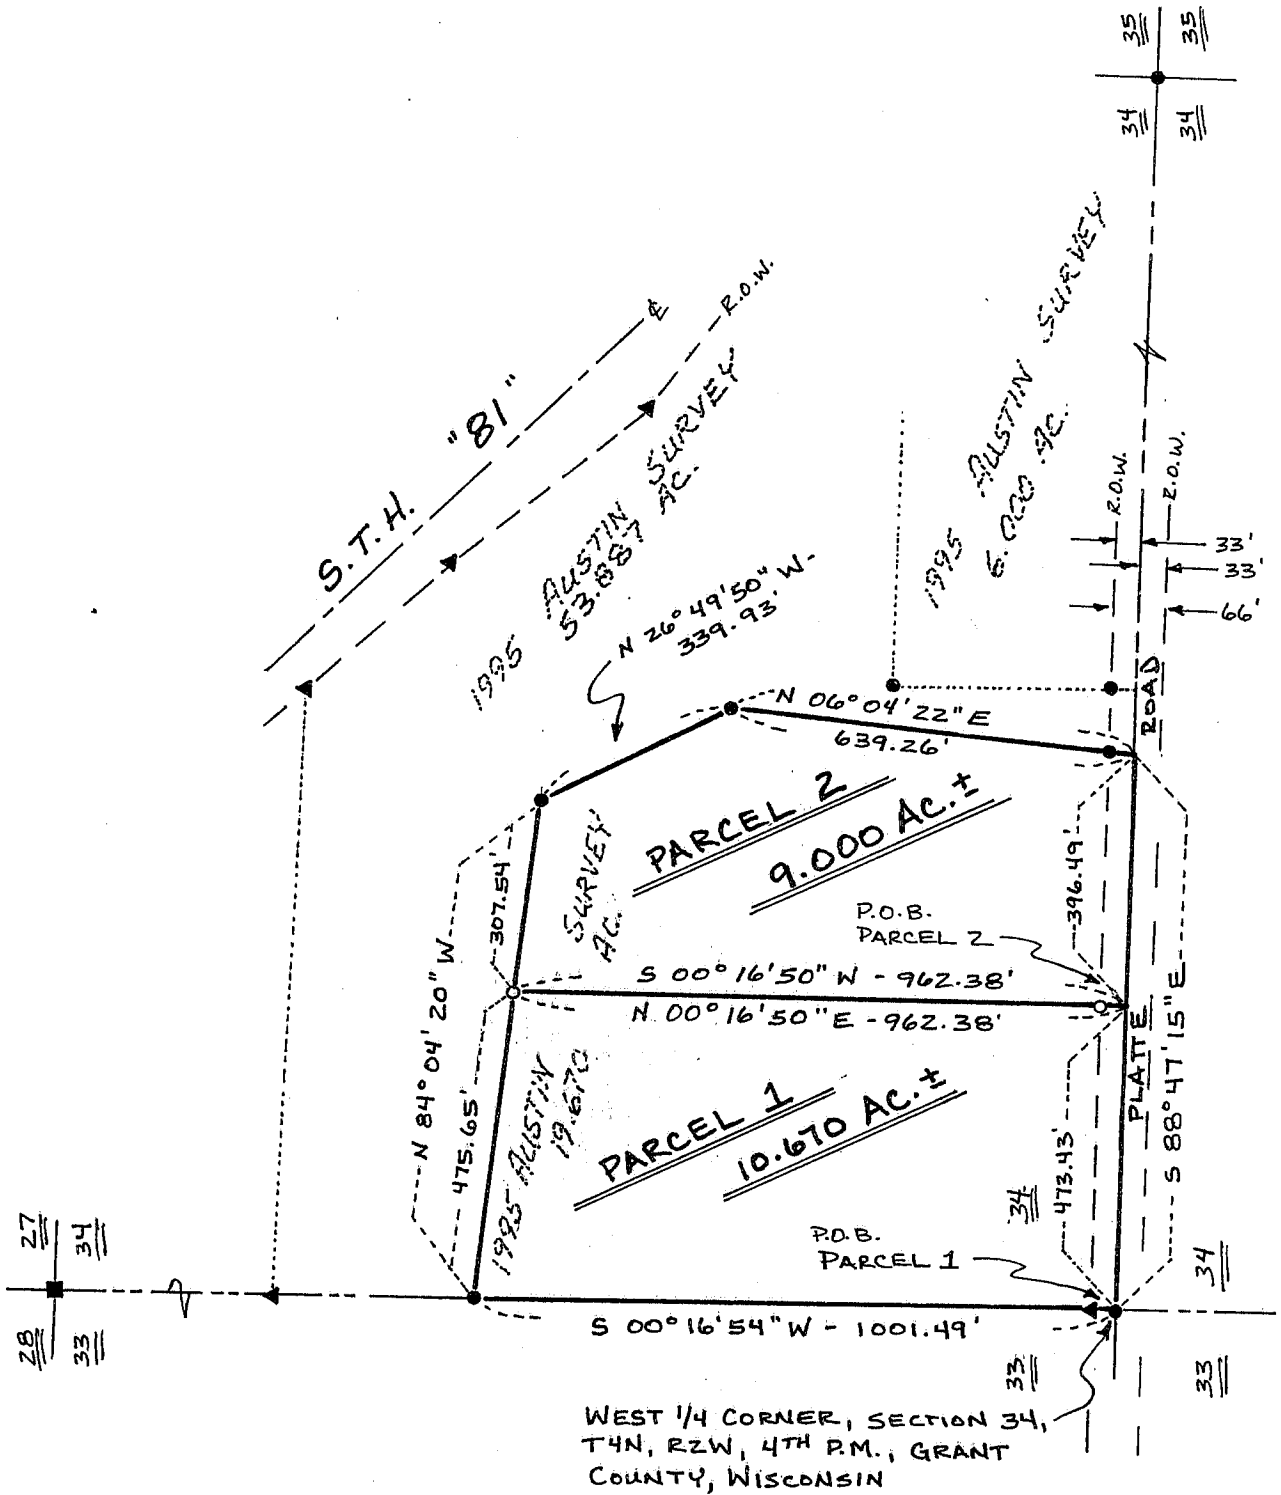 35
35
34
34
R.O.W.
℄
S.T.H. "81"
1995 AUSTIN SURVEY
53.887 AC.
1995 AUSTIN SURVEY
6.000 AC.
R.O.W.
R.O.W.
33'
33'
66'
N 26°49'50" W-
339.93'
N 06°04'22" E
639.26'
ROAD
PARCEL 2
9.000 AC.±
307.54'
SURVEY
AC.
396.49'
P.O.B.
PARCEL 2
S 00°16'50" W - 962.38'
N 00°16'50" E - 962.38'
N 84°04'20" W
475.65'
1995 AUSTIN
19.670
PARCEL 1
10.670 AC.±
PLATTE
S 88°47'15" E
473.43'
34
P.O.B.
PARCEL 1
34
27
34
28
33
S 00°16'54" W - 1001.49'
33
33
WEST 1/4 CORNER, SECTION 34,
T4N, R2W, 4TH P.M., GRANT
COUNTY, WISCONSIN